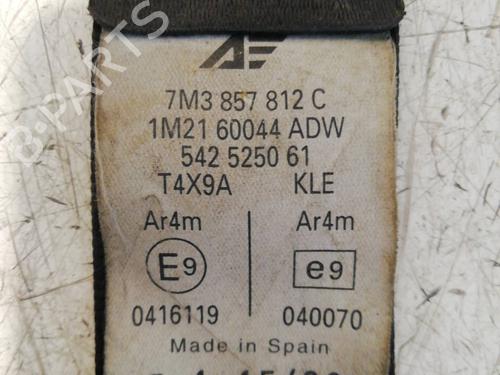 AF
7M3 857 812 C
1M21 60044 ADW
542 5250 61
T4X9A KLE
Ar4m Ar4m
E9 e9
0416119 040070
Made in Spain
B-PARTS